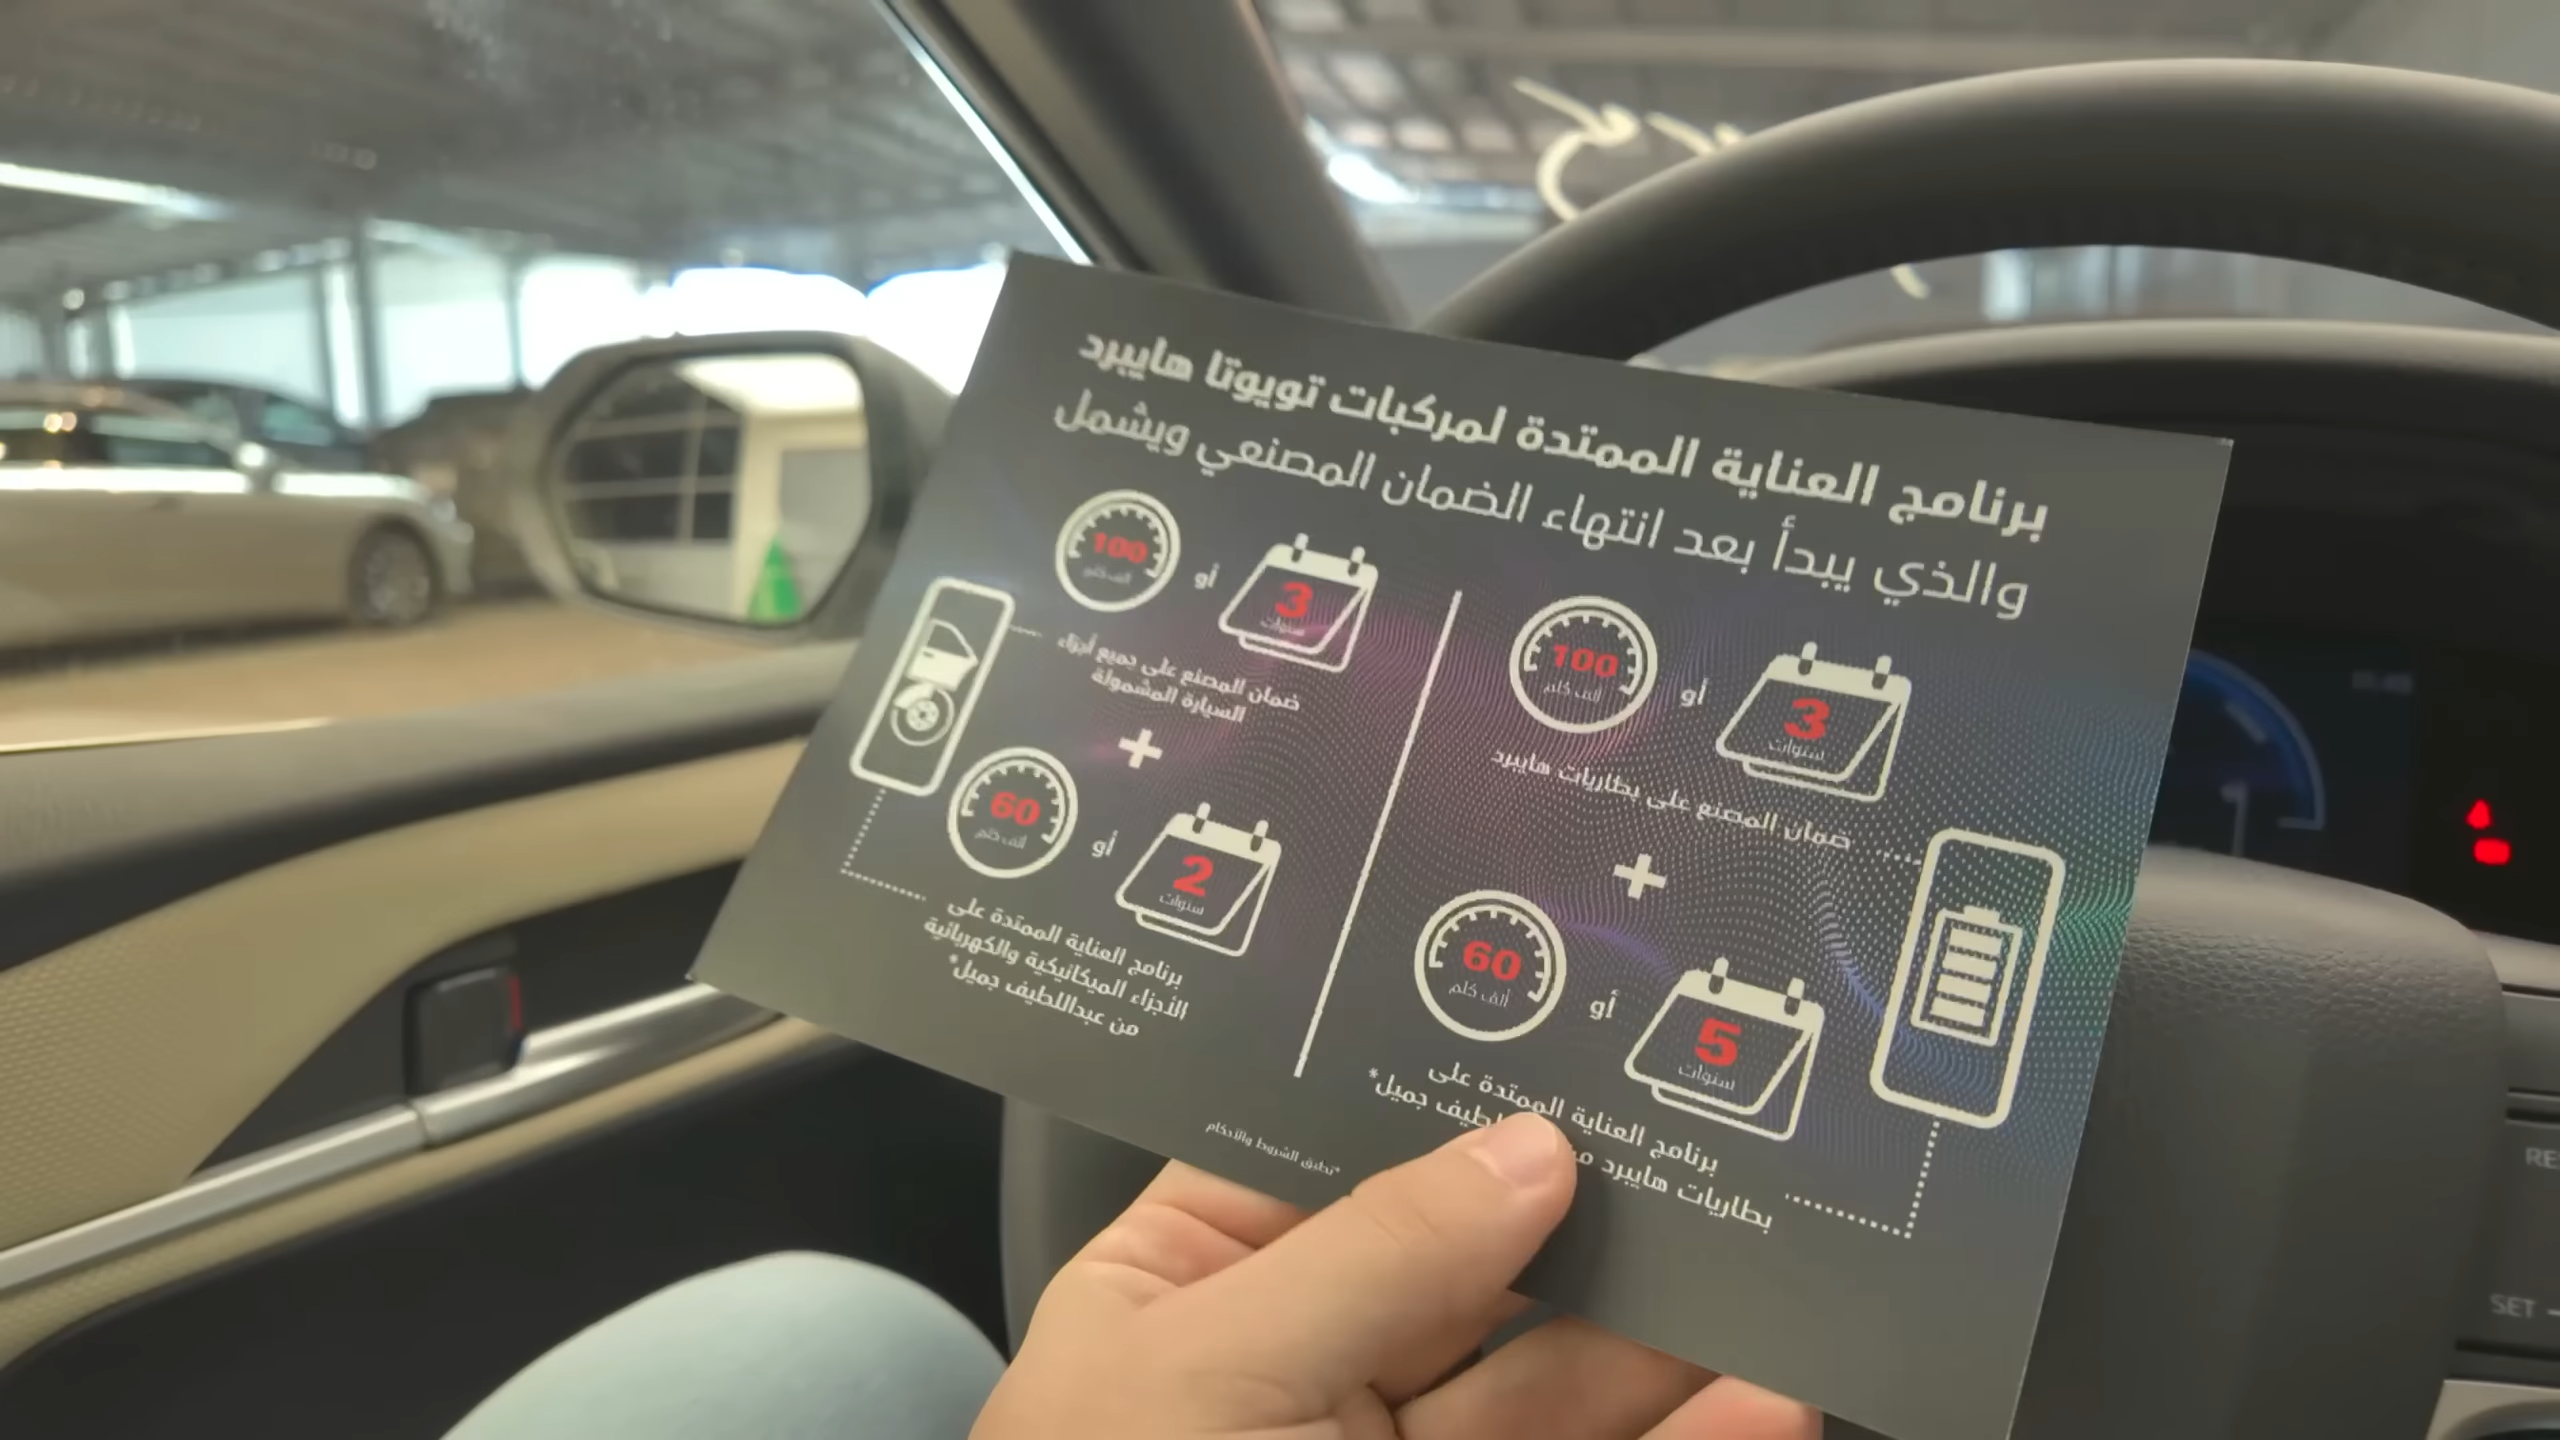 برنامج العناية الممتدة لمركبات تويوتا هايبرد
والذي يبدأ بعد انتهاء الضمان المصنعي ويشمل
3
سنوات
أو
100
ألف كلم
ضمان المصنع على بطاريات هايبرد
+
5
سنوات
أو
60
ألف كلم
برنامج العناية الممتدة على
بطاريات هايبرد لطيف جميل*
3
سنوات
أو
100
ألف كلم
ضمان المصنع على جميع أجزاء
السيارة المشمولة
+
2
سنوات
أو
60
ألف كلم
برنامج العناية الممتدة على
الأجزاء الميكانيكية والكهربائية
من عبداللطيف جميل*
*تطبق الشروط والأحكام
SET -